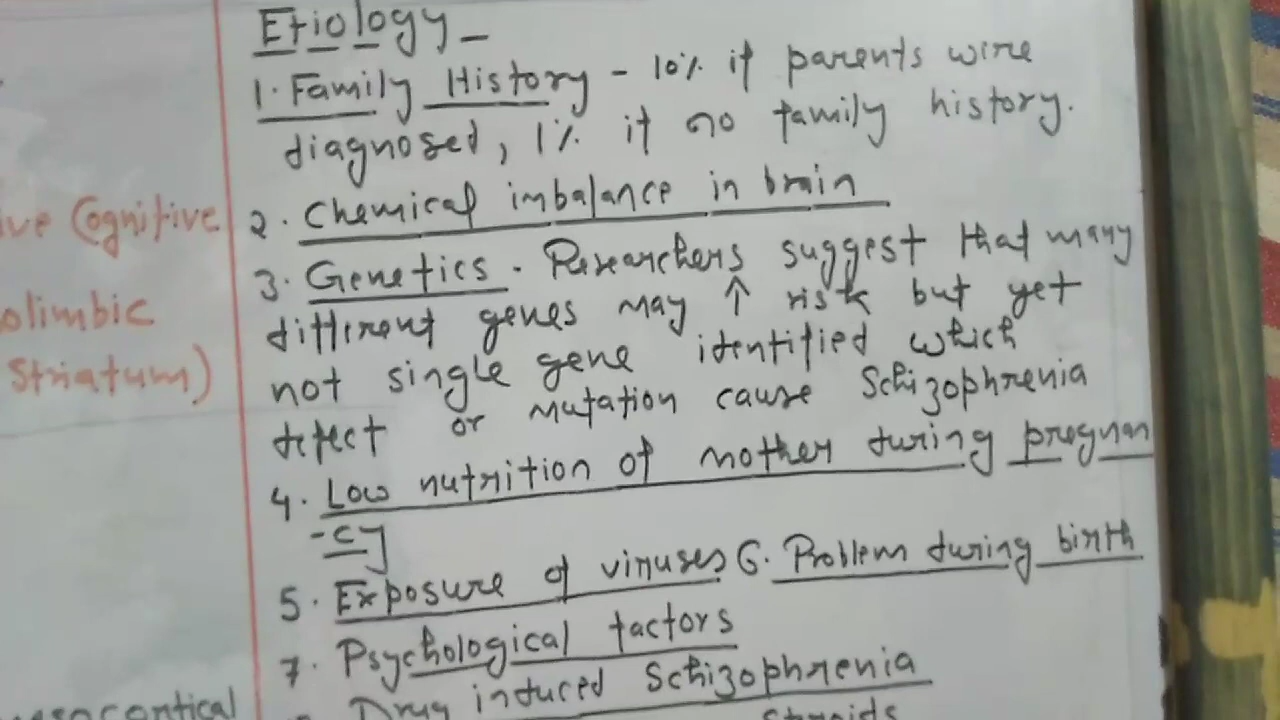 Etiology -
1. Family History - 10% if parents were
diagnosed, 1% if no family history.
2. Chemical imbalance in brain
3. Genetics. Researchers suggest that many
different genes may ↑ risk but yet
not single gene identified which
defect or mutation cause Schizophrenia
4. Low nutrition of mother during pregnan
-cy
5. Exposure of viruses 6. Problem during birth
7. Psychological factors
Drug induced Schizophrenia
ve Cognitive
olimbic
Striatum)